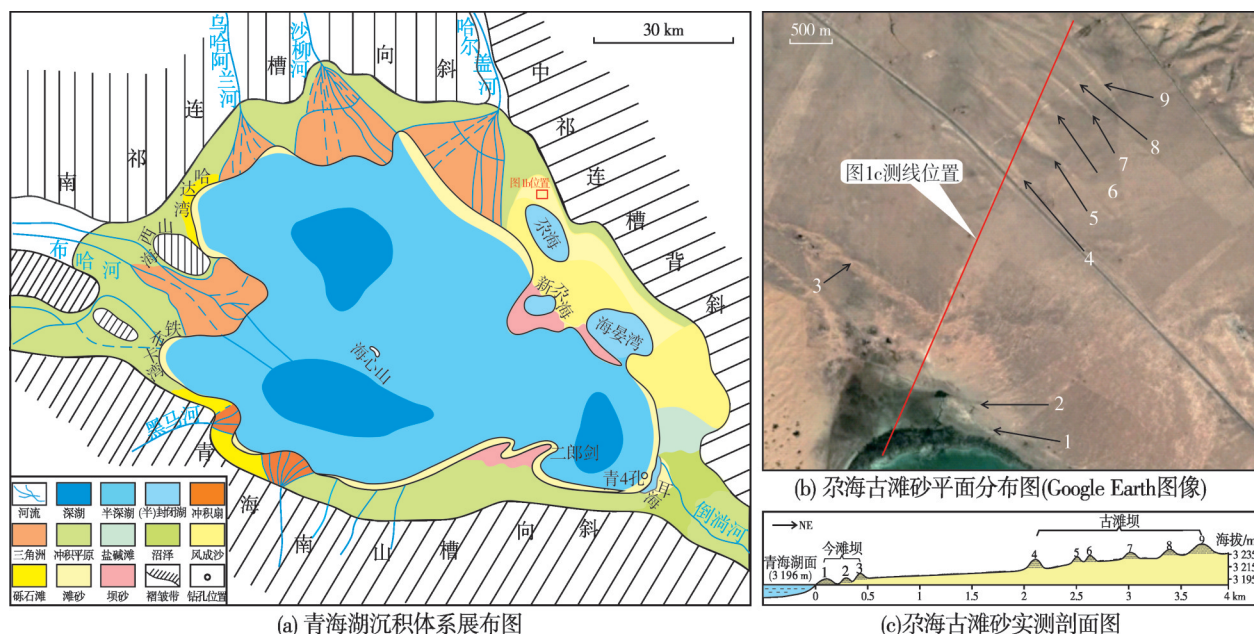 乌哈阿兰河
沙柳河
哈尔盖河
30 km
南祁连槽向斜
中祁连槽背斜
哈达湾
图1b位置
尕海
海西山
布哈河
新尕海
海晏湾
铁卜加湾
海心山
黑马河
二郎剑
青4孔
耳海
倒淌河
青海南山槽向斜
河流
深湖
半深湖
(半)封闭湖
冲积扇
三角洲
冲积平原
盐碱滩
沼泽
风成沙
砾石滩
滩砂
坝砂
褶皱带
钻孔位置
(a) 青海湖沉积体系展布图
500 m
图1c测线位置
9
8
7
6
5
4
3
2
1
(b) 尕海古滩砂平面分布图(Google Earth图像)
NE
古滩坝
今滩坝
海拔/m
青海湖面
(3 196 m)
1 2 3 4 5 6 7 8 9
3 235
3 215
3 195
0 0.5 1 1.5 2 2.5 3 3.5 4 km
(c)尕海古滩砂实测剖面图